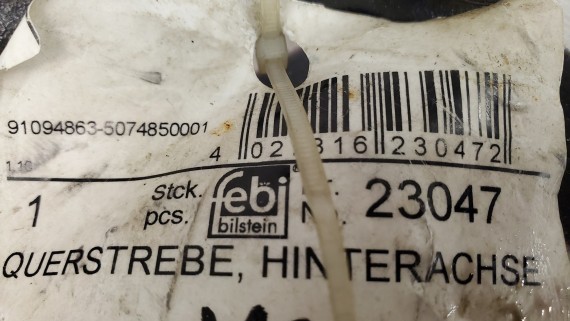 91094863-5074850001
4 02 316 230472
1 Stck. pcs. febi bilstein 23047
QUERSTREBE, HINTERACHSE